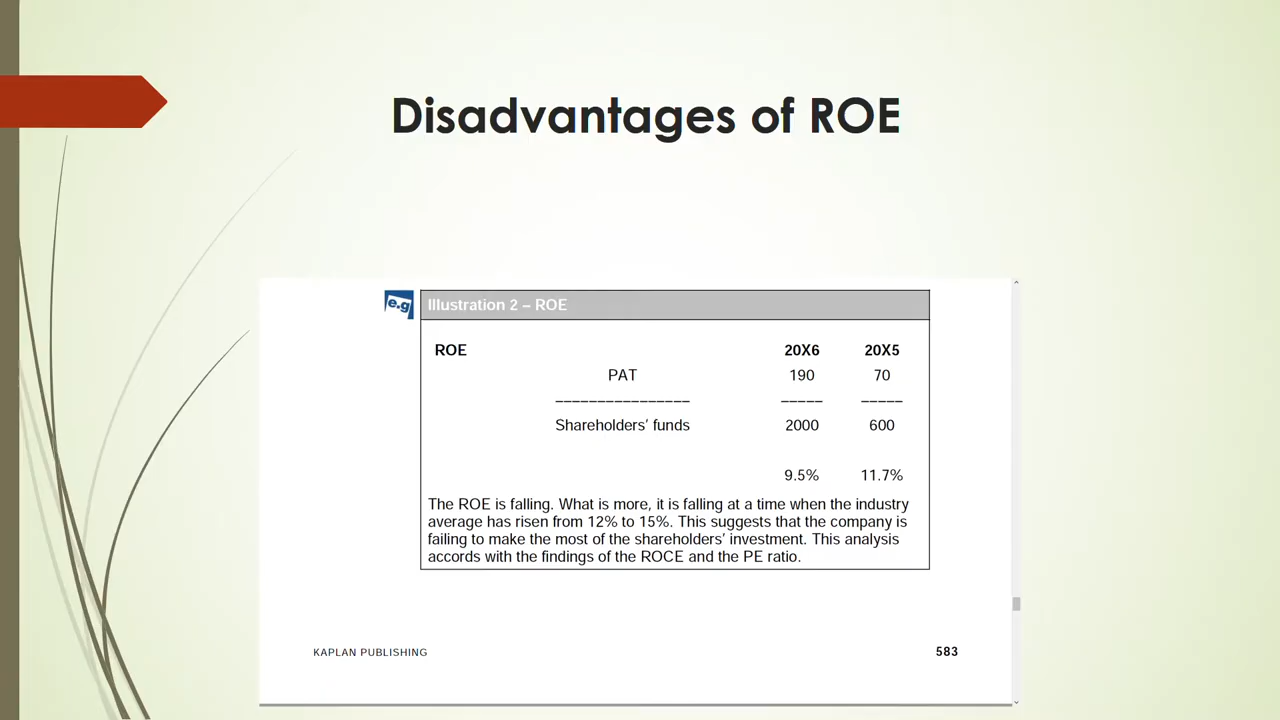 Disadvantages of ROE
e.g
Illustration 2 – ROE
ROE 20X6 20X5
PAT 190 70
–––––––––––––––– ––––– –––––
Shareholders’ funds 2000 600
9.5% 11.7%
The ROE is falling. What is more, it is falling at a time when the industry
average has risen from 12% to 15%. This suggests that the company is
failing to make the most of the shareholders’ investment. This analysis
accords with the findings of the ROCE and the PE ratio.
KAPLAN PUBLISHING 583